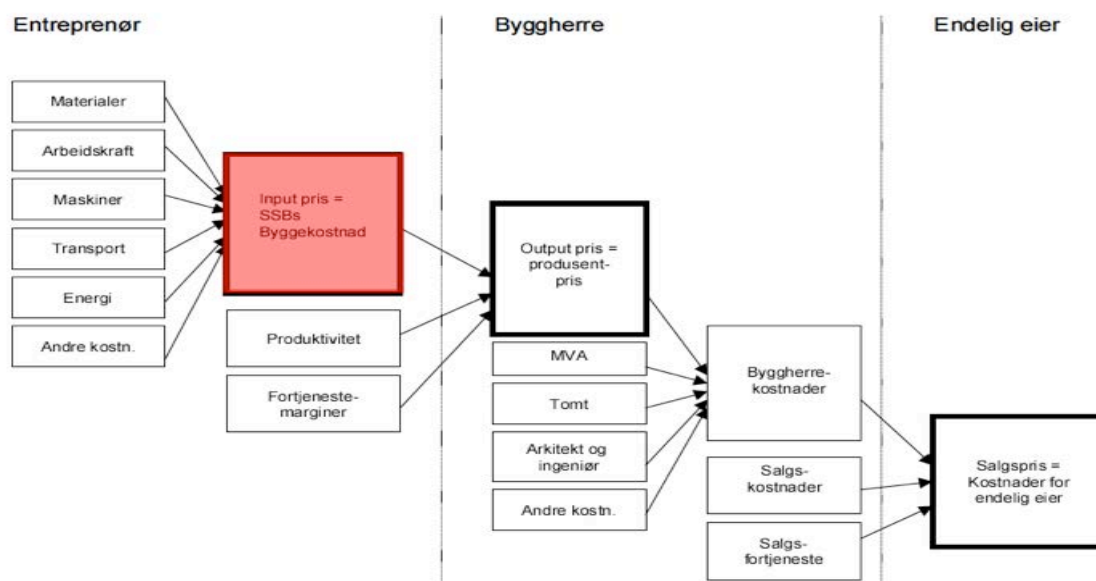 Entreprenør
Byggherre
Endelig eier
Materialer
Arbeidskraft
Maskiner
Transport
Energi
Andre kostn.
Input pris =
SSBs
Byggekostnad
Produktivitet
Fortjeneste-
marginer
Output pris =
produsent-
pris
MVA
Tomt
Arkitekt og
ingeniør
Andre kostn.
Byggherre-
kostnader
Salgs-
kostnader
Salgs-
fortjeneste
Salgspris =
Kostnader for
endelig eier